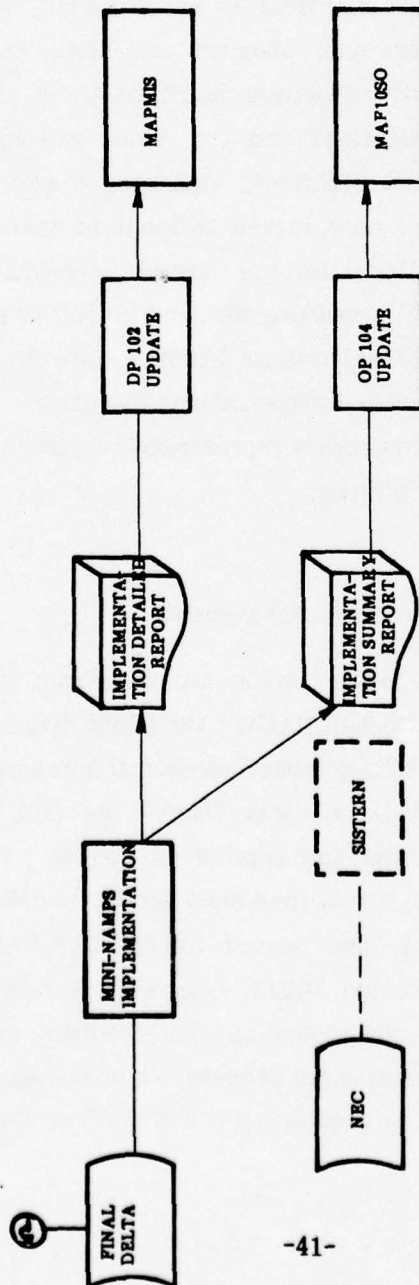 FINAL
DELTA
MINI-NAMPS
IMPLEMENTATION
IMPLEMENTA-
TION DETAILED
REPORT
DP 102
UPDATE
MAPMIS
NEC
SISTERN
IMPLEMENTA-
TION SUMMARY
REPORT
OP 104
UPDATE
MAF10SO
-41-